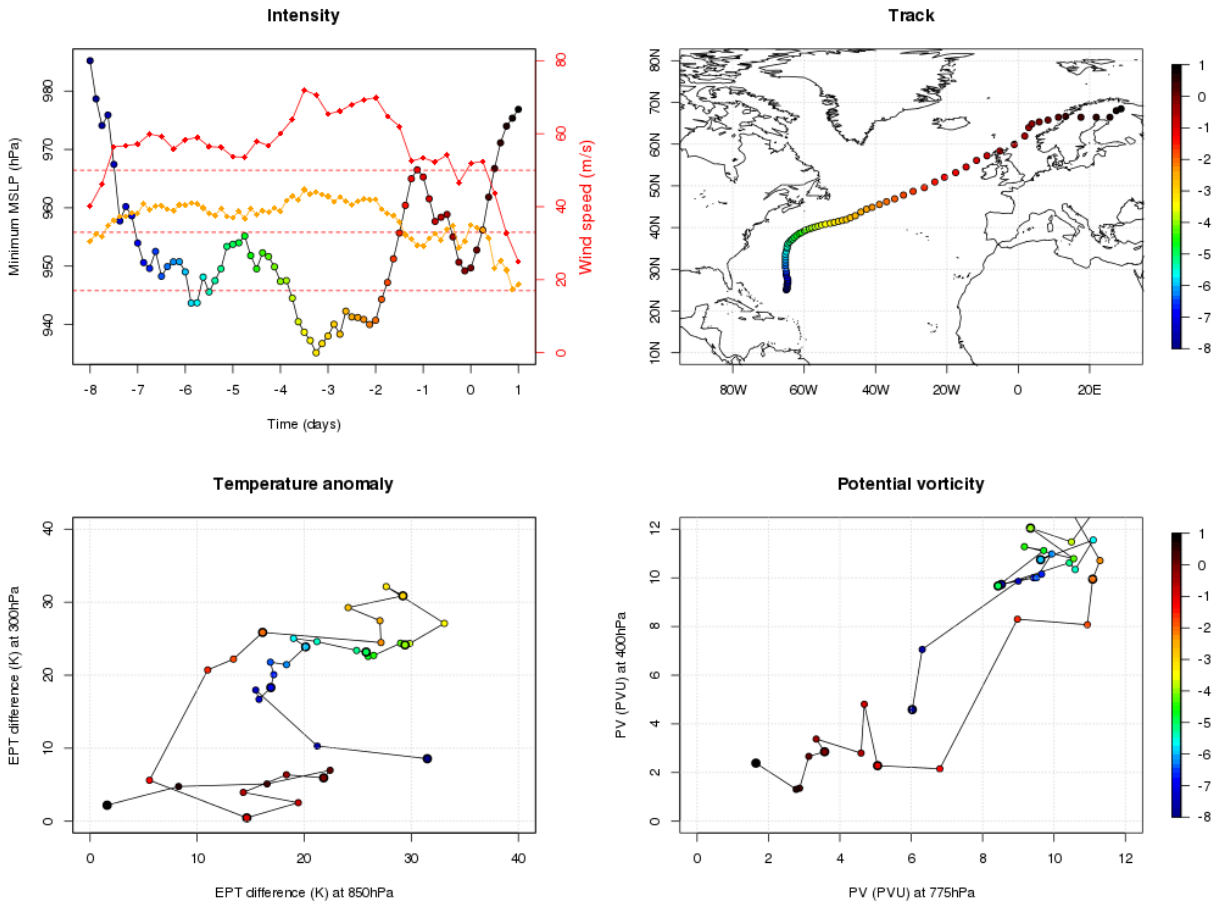 Intensity
Minimum MSLP (hPa)
980
970
960
950
940
80
60
40
20
0
Wind speed (m/s)
-8 -7 -6 -5 -4 -3 -2 -1 0 1
Time (days)
Track
80N
70N
60N
50N
40N
30N
20N
10N
80W 60W 40W 20W 0 20E
1
0
-1
-2
-3
-4
-5
-6
-7
-8
Temperature anomaly
EPT difference (K) at 300hPa
40
30
20
10
0
0 10 20 30 40
EPT difference (K) at 850hPa
Potential vorticity
PV (PVU) at 400hPa
12
10
8
6
4
2
0
0 2 4 6 8 10 12
PV (PVU) at 775hPa
1
0
-1
-2
-3
-4
-5
-6
-7
-8